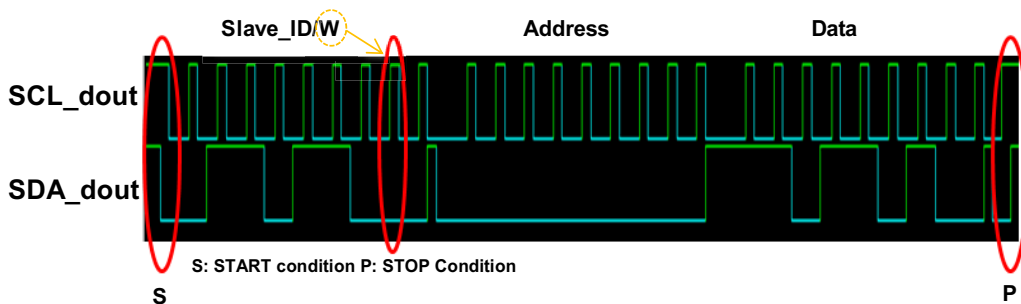 Slave_ID/W Address Data
SCL_dout
SDA_dout
S: START condition P: STOP Condition
S P